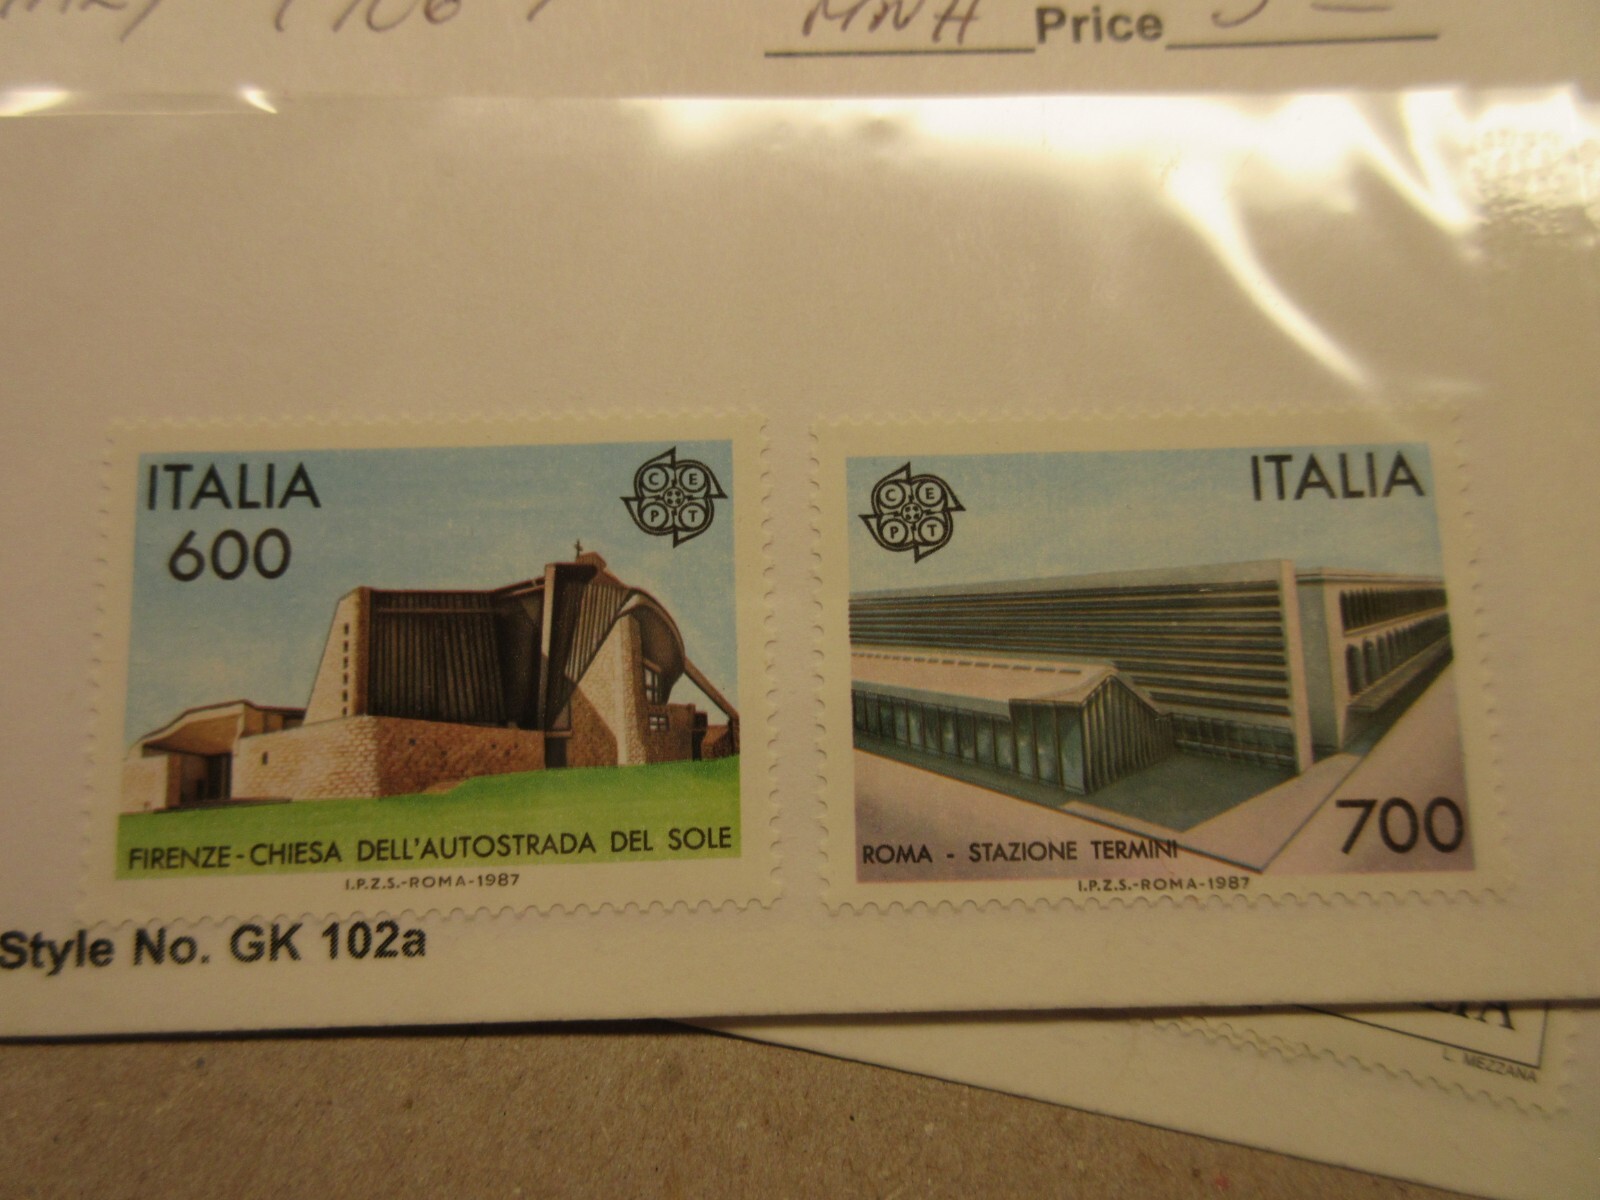 MNH Price
ITALIA
600
C E
P T
FIRENZE - CHIESA DELL'AUTOSTRADA DEL SOLE
I.P.Z.S.-ROMA-1987
C E
P T
ITALIA
700
ROMA - STAZIONE TERMINI
I.P.Z.S.-ROMA-1987
Style No. GK 102a
L. MEZZANA